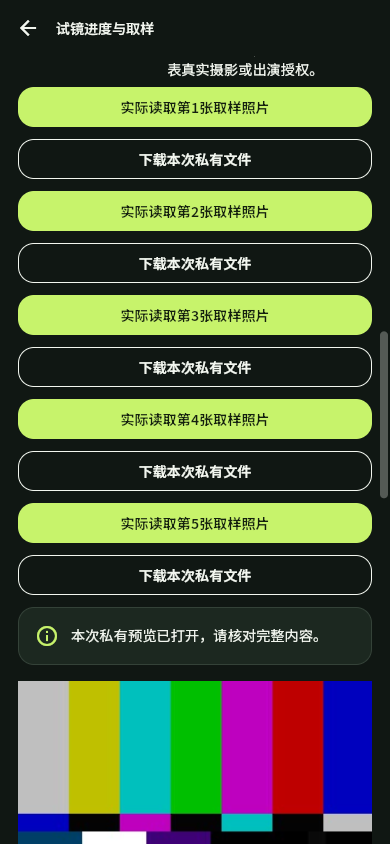 试镜进度与取样
表真实摄影或出演授权。
实际读取第1张取样照片
下载本次私有文件
实际读取第2张取样照片
下载本次私有文件
实际读取第3张取样照片
下载本次私有文件
实际读取第4张取样照片
下载本次私有文件
实际读取第5张取样照片
下载本次私有文件
本次私有预览已打开，请核对完整内容。